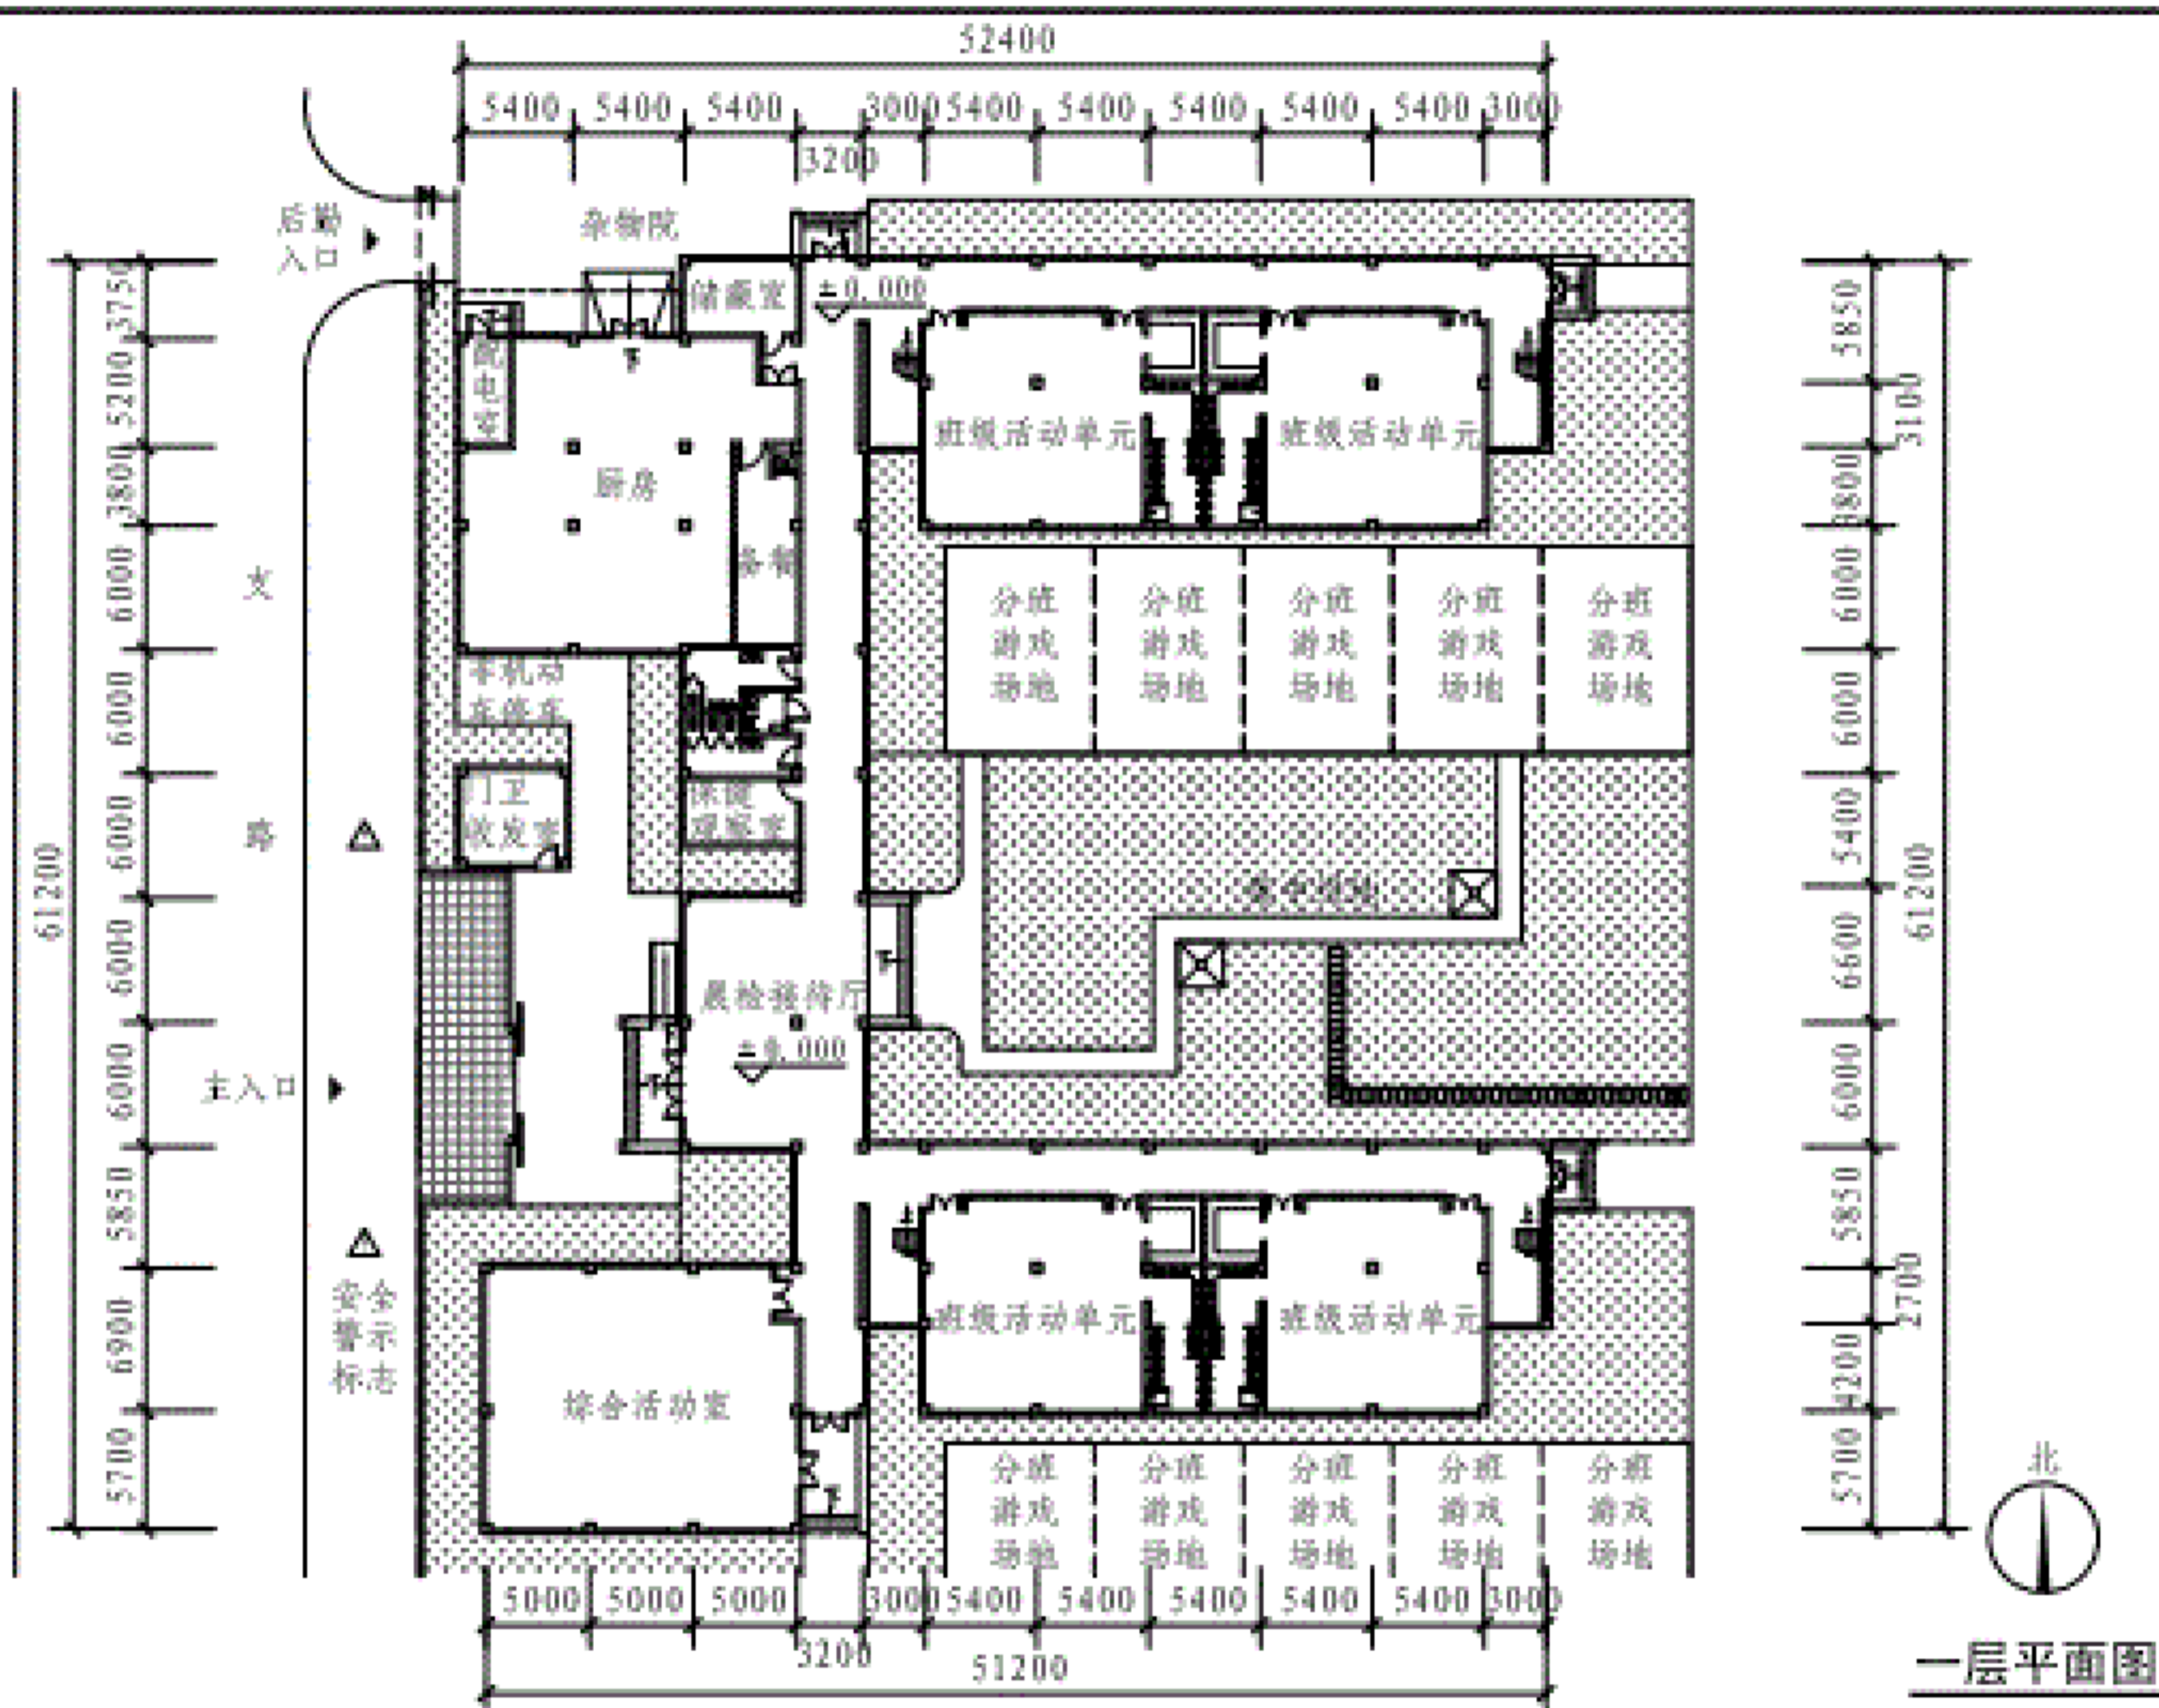 52400
5400 5400 5400 3000 5400 5400 5400 5400 5400 3000
3200
后勤
入口
杂物院
储藏室
±0.000
配电室
厨房
备餐
班级活动单元
班级活动单元
分班
游戏
场地
分班
游戏
场地
分班
游戏
场地
分班
游戏
场地
分班
游戏
场地
非机动
车停车
支
路
门卫
收发室
保健
观察室
集中绿地
晨检接待厅
±0.000
主入口
安全
警示
标志
班级活动单元
班级活动单元
综合活动室
分班
游戏
场地
分班
游戏
场地
分班
游戏
场地
分班
游戏
场地
分班
游戏
场地
3750
5200
3800
6000
6000
6000
6000
6000
5850
6900
5700
61200
5850
3100
3800
6000
6000
5400
6600
6000
5850
2700
4200
5700
61200
5000 5000 5000 3000 5400 5400 5400 5400 5400 3000
3200
51200
北
一层平面图